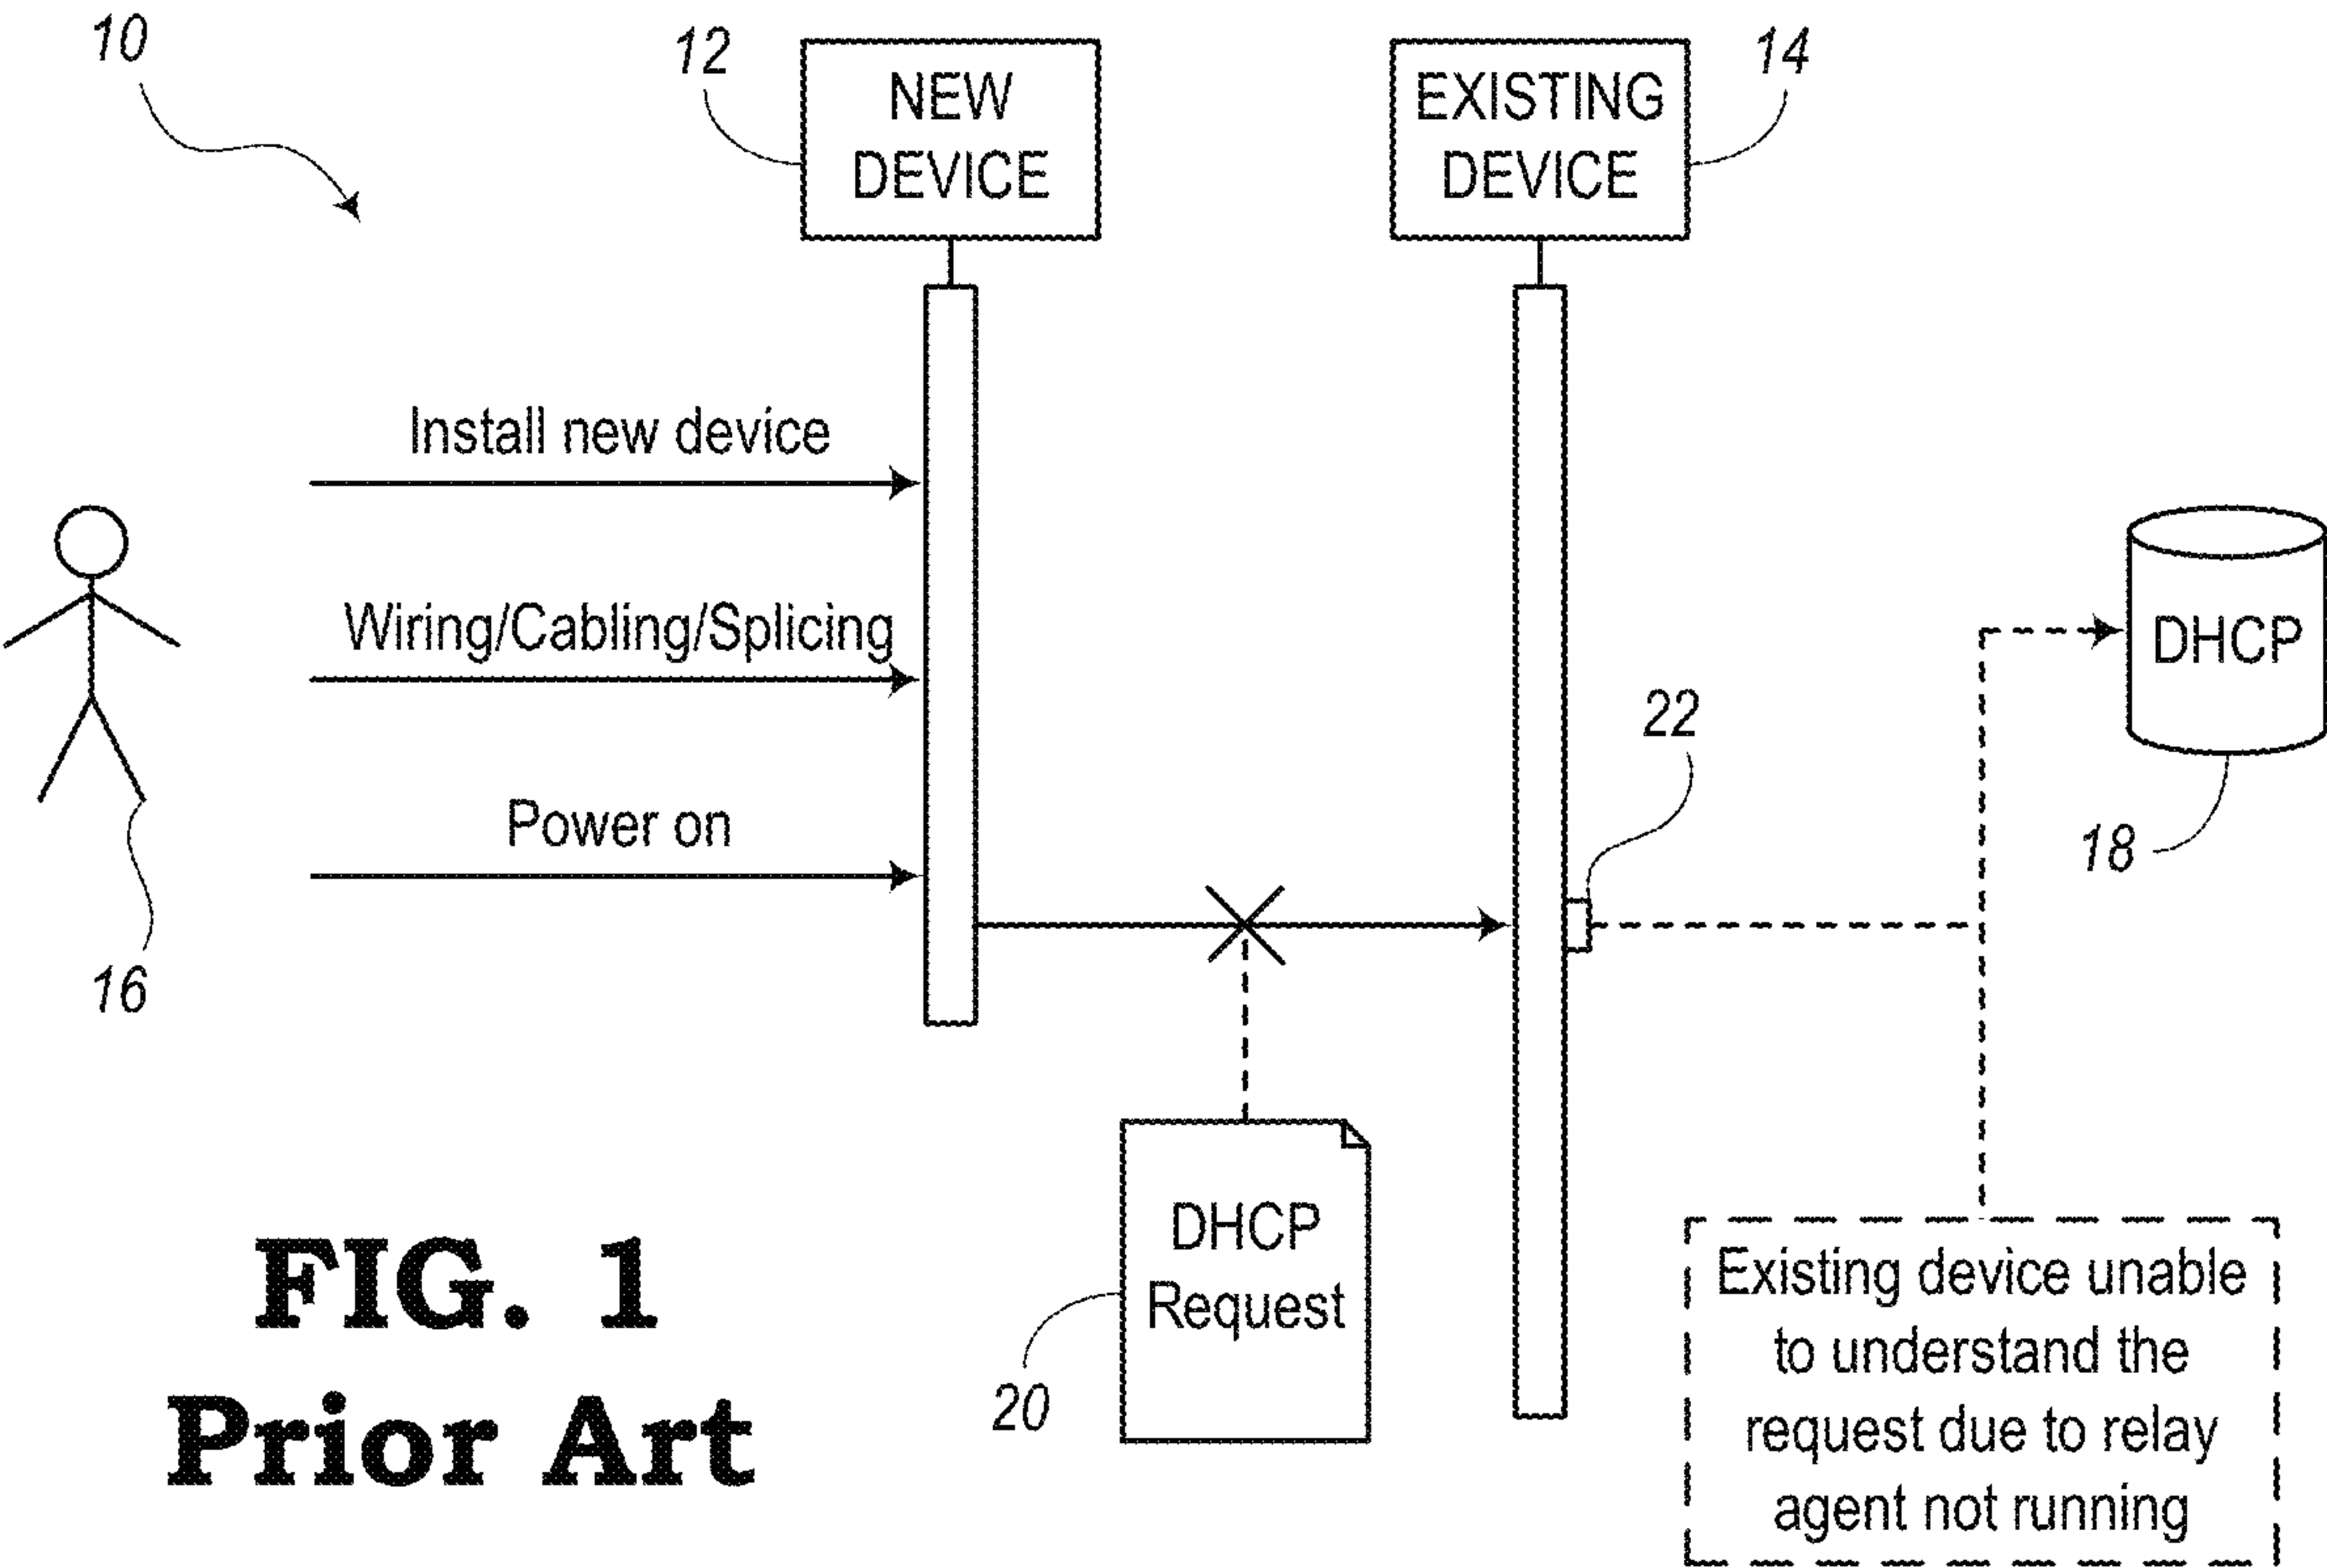 10
12
NEW
DEVICE
EXISTING
DEVICE
14
Install new device
Wiring/Cabling/Splicing
Power on
16
22
DHCP
18
DHCP
Request
20
Existing device unable
to understand the
request due to relay
agent not running
FIG. 1
Prior Art